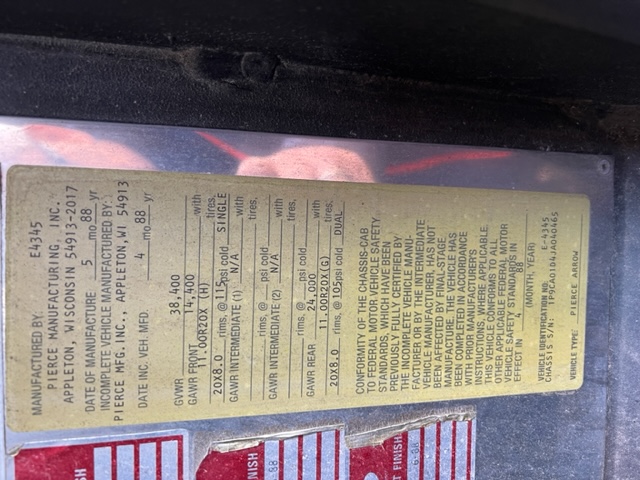 MANUFACTURED BY: E4345
PIERCE MANUFACTURING, INC.
APPLETON, WISCONSIN 54913-2017
DATE OF MANUFACTURE 5 mo 88 yr
INCOMPLETE VEHICLE MANUFACTURED BY:
PIERCE MFG, INC., APPLETON, WI 54913
DATE INC. VEH. MFD. 4 mo 88 yr
GVWR 38,400
GAWR FRONT 14,400 with
11.00R20X (H) tires,
20X8.0 rims, @ 115 psi cold SINGLE
GAWR INTERMEDIATE (1) N/A with
tires,
rims, @ psi cold
GAWR INTERMEDIATE (2) N/A with
tires,
rims, @ psi cold
GAWR REAR 24,000 with
11.00R20X(G) tires,
20X8.0 rims, @ 105 psi cold DUAL
CONFORMITY OF THE CHASSIS-CAB
TO FEDERAL MOTOR VEHICLE SAFETY
STANDARDS, WHICH HAVE BEEN
PREVIOUSLY FULLY CERTIFIED BY
THE INCOMPLETE VEHICLE MANU-
FACTURER OR BY THE INTERMEDIATE
VEHICLE MANUFACTURER, HAS NOT
BEEN AFFECTED BY FINAL-STAGE
MANUFACTURE. THE VEHICLE HAS
BEEN COMPLETED IN ACCORDANCE
WITH PRIOR MANUFACTURERS
INSTRUCTIONS, WHERE APPLICABLE.
THIS VEHICLE CONFORMS TO ALL
OTHER APPLICABLE FEDERAL MOTOR
VEHICLE SAFETY STANDARDS IN
EFFECT IN 4 88
(MONTH, YEAR)
VEHICLE IDENTIFICATION NO. E-4345
CHASSIS S/N:
VEHICLE TYPE: PIERCE ARROW
NISH
-88
T FINISH
6-88